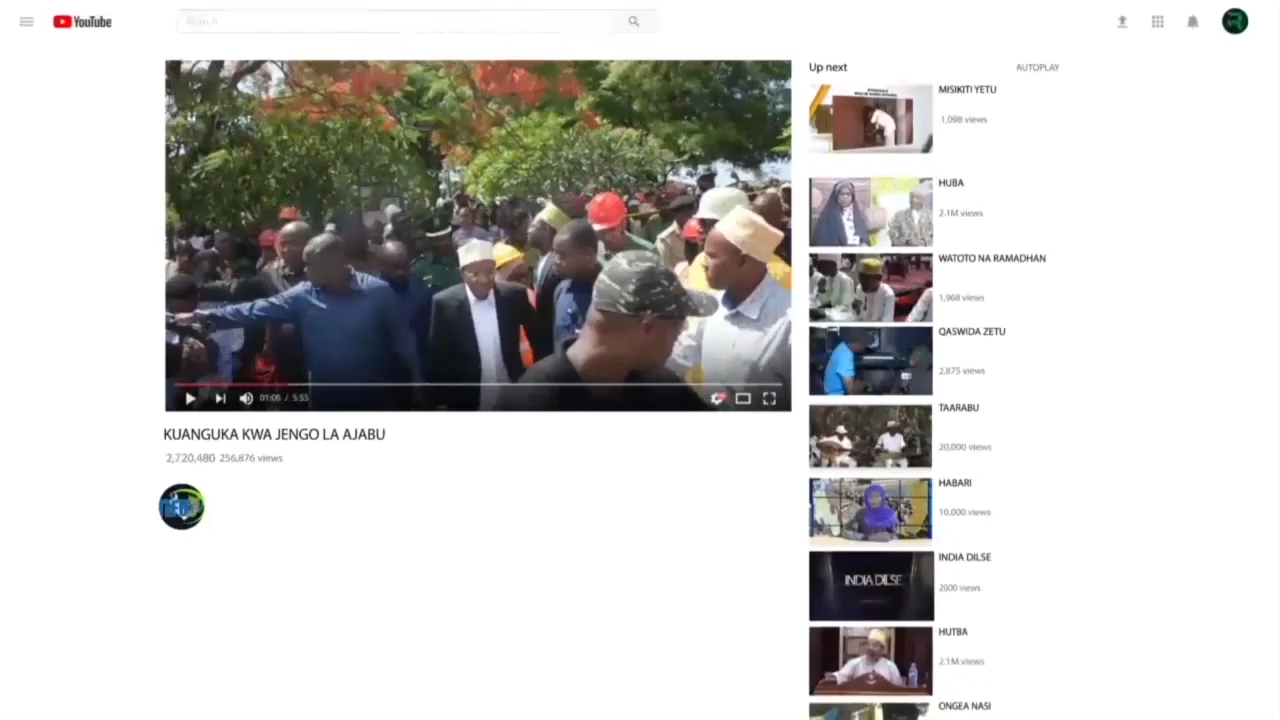 YouTube
Search
01:06 / 5:55
KUANGUKA KWA JENGO LA AJABU
2,720,480 256,876 views
Up next
AUTOPLAY
MISIKITI YETU
1,098 views
HUBA
2.1M views
WATOTO NA RAMADHAN
1,968 views
QASWIDA ZETU
2,875 views
TAARABU
20,000 views
HABARI
10,000 views
INDIA DILSE
INDIA DILSE
2000 views
HUTBA
2.1M views
ONGEA NASI